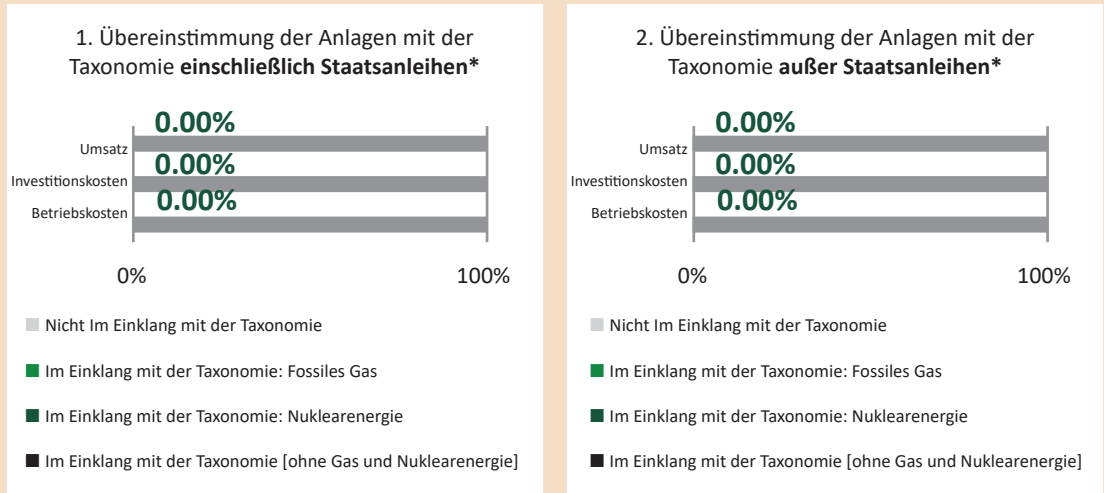 1. Übereinstimmung der Anlagen mit der
Taxonomie einschließlich Staatsanleihen*
0.00%
Umsatz
0.00%
Investitionskosten
0.00%
Betriebskosten
0%
100%
Nicht Im Einklang mit der Taxonomie
Im Einklang mit der Taxonomie: Fossiles Gas
Im Einklang mit der Taxonomie: Nuklearenergie
Im Einklang mit der Taxonomie [ohne Gas und Nuklearenergie]
2. Übereinstimmung der Anlagen mit der
Taxonomie außer Staatsanleihen*
0.00%
Umsatz
0.00%
Investitionskosten
0.00%
Betriebskosten
0%
100%
Nicht Im Einklang mit der Taxonomie
Im Einklang mit der Taxonomie: Fossiles Gas
Im Einklang mit der Taxonomie: Nuklearenergie
Im Einklang mit der Taxonomie [ohne Gas und Nuklearenergie]